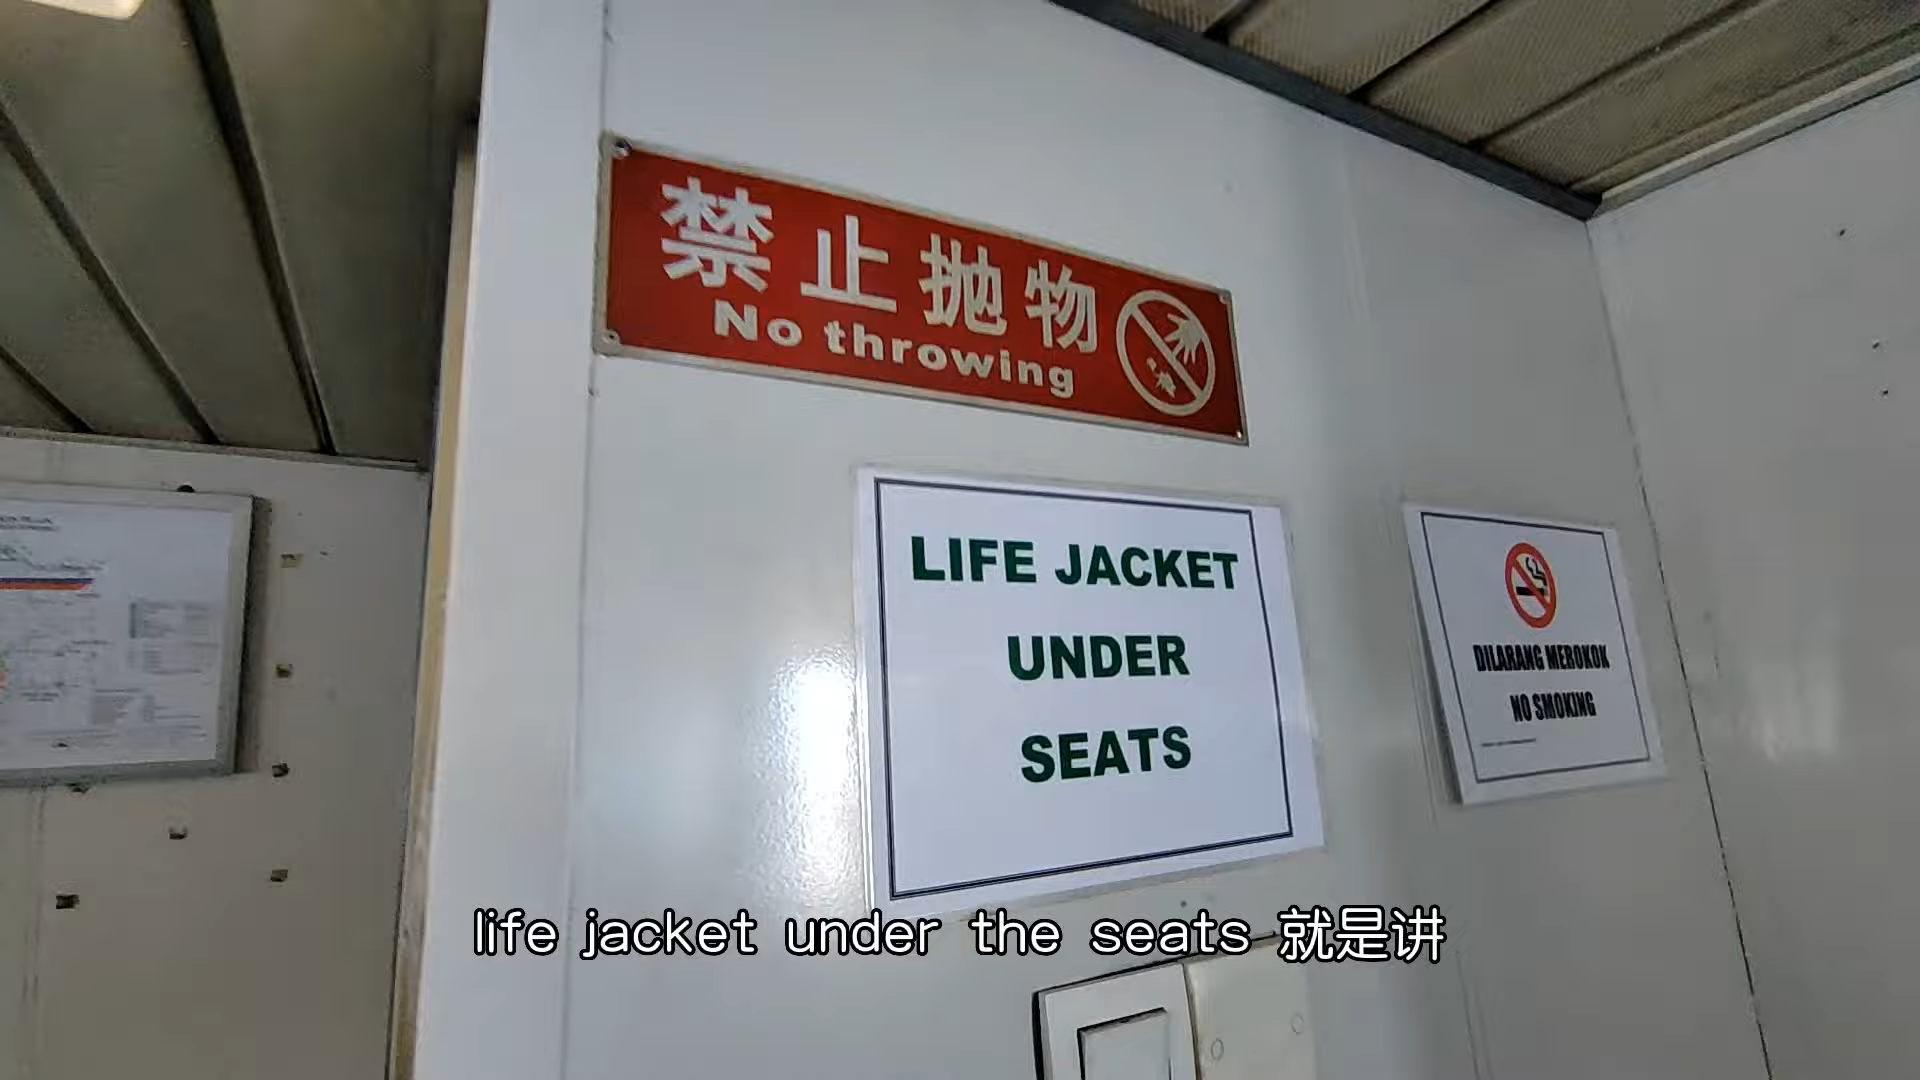 禁止抛物
No throwing
LIFE JACKET
UNDER
SEATS
DILARANG MEROKOK
NO SMOKING
life jacket under the seats 就是讲